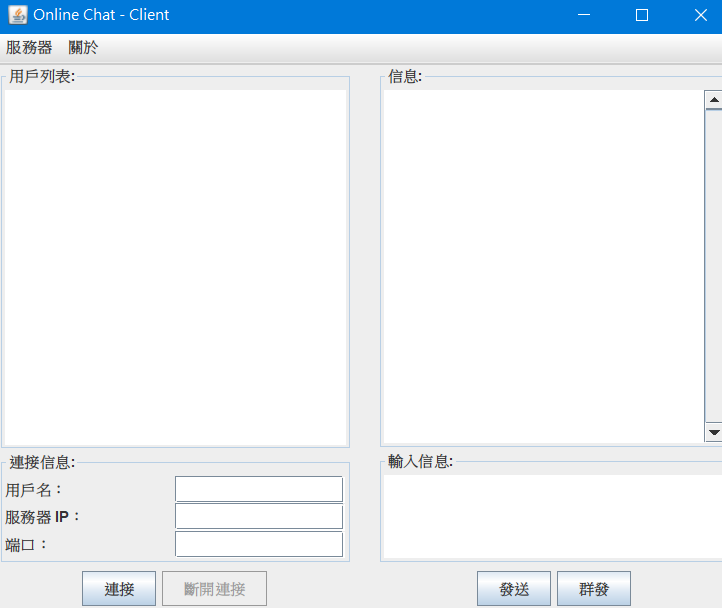 Online Chat - Client
服務器 關於
用戶列表:
信息:
連接信息:
用戶名：
服務器 IP：
端口：
輸入信息:
連接 斷開連接 發送 群發